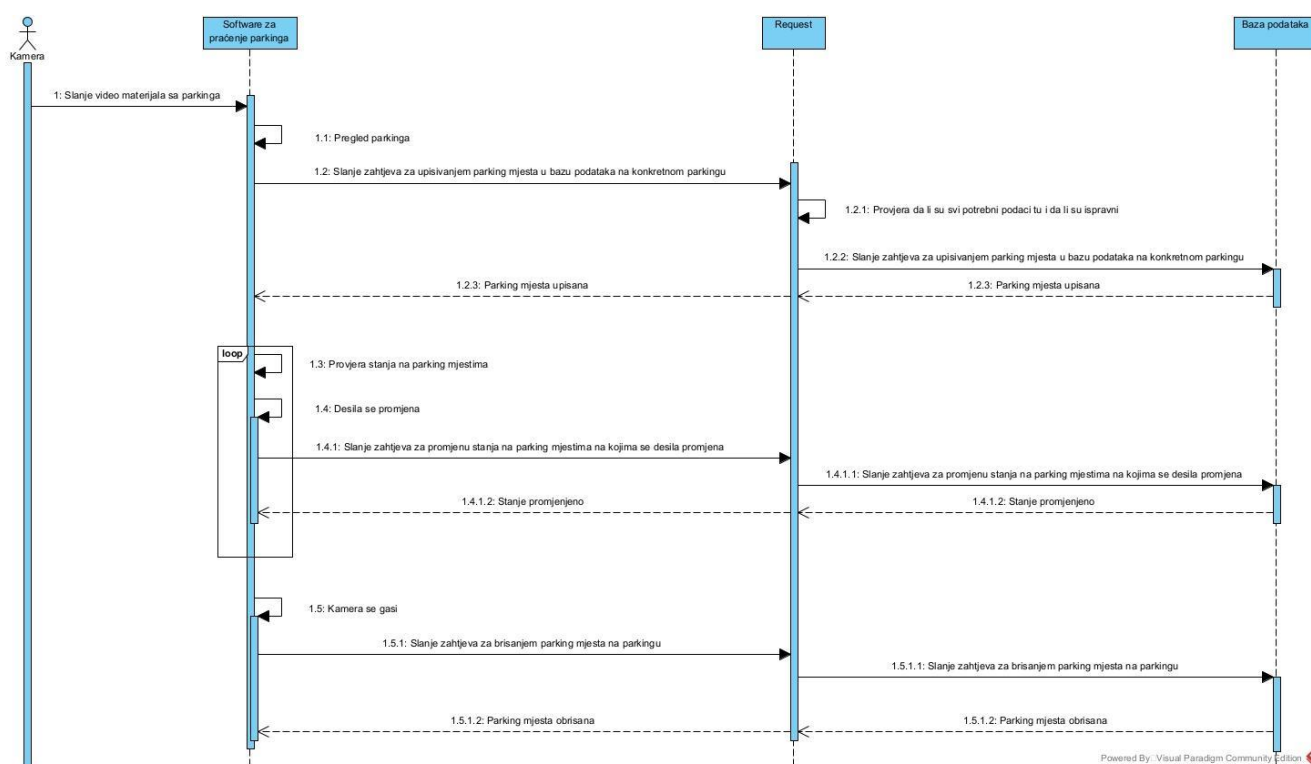 Software za
praćenje parkinga
Request
Baza podataka
Kamera
1: Slanje video materijala sa parkinga
1.1: Pregled parkinga
1.2: Slanje zahtjeva za upisivanjem parking mjesta u bazu podataka na konkretnom parkingu
1.2.1: Provjera da li su svi potrebni podaci tu i da li su ispravni
1.2.2: Slanje zahtjeva za upisivanjem parking mjesta u bazu podataka na konkretnom parkingu
1.2.3: Parking mjesta upisana
1.2.3: Parking mjesta upisana
loop
1.3: Provjera stanja na parking mjestima
1.4: Desila se promjena
1.4.1: Slanje zahtjeva za promjenu stanja na parking mjestima na kojima se desila promjena
1.4.1.1: Slanje zahtjeva za promjenu stanja na parking mjestima na kojima se desila promjena
1.4.1.2: Stanje promjenjeno
1.4.1.2: Stanje promjenjeno
1.5: Kamera se gasi
1.5.1: Slanje zahtjeva za brisanjem parking mjesta na parkingu
1.5.1.1: Slanje zahtjeva za brisanjem parking mjesta na parkingu
1.5.1.2: Parking mjesta obrisana
1.5.1.2: Parking mjesta obrisana
Powered By: Visual Paradigm Community Edition